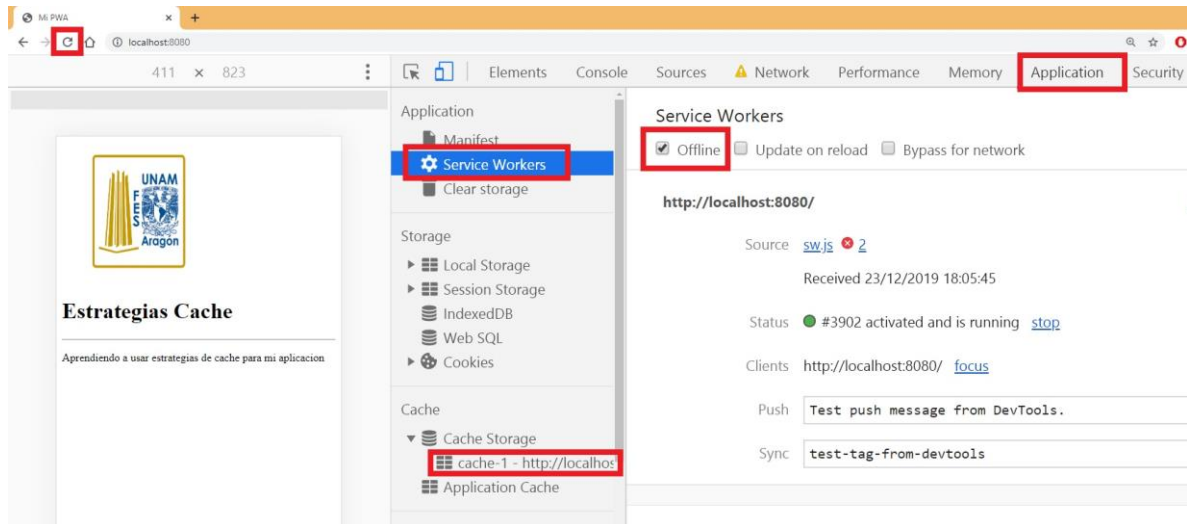 Mi PWA
localhost:8080
411 × 823
Elements Console Sources Network Performance Memory Application Security
Application
Manifest
Service Workers
Clear storage
Storage
Local Storage
Session Storage
IndexedDB
Web SQL
Cookies
Cache
Cache Storage
cache-1 - http://localhos
Application Cache
Service Workers
Offline Update on reload Bypass for network
http://localhost:8080/
Source sw.js 2
Received 23/12/2019 18:05:45
Status #3902 activated and is running stop
Clients http://localhost:8080/ focus
Push Test push message from DevTools.
Sync test-tag-from-devtools
UNAM
FES
Aragón
Estrategias Cache
Aprendiendo a usar estrategias de cache para mi aplicacion